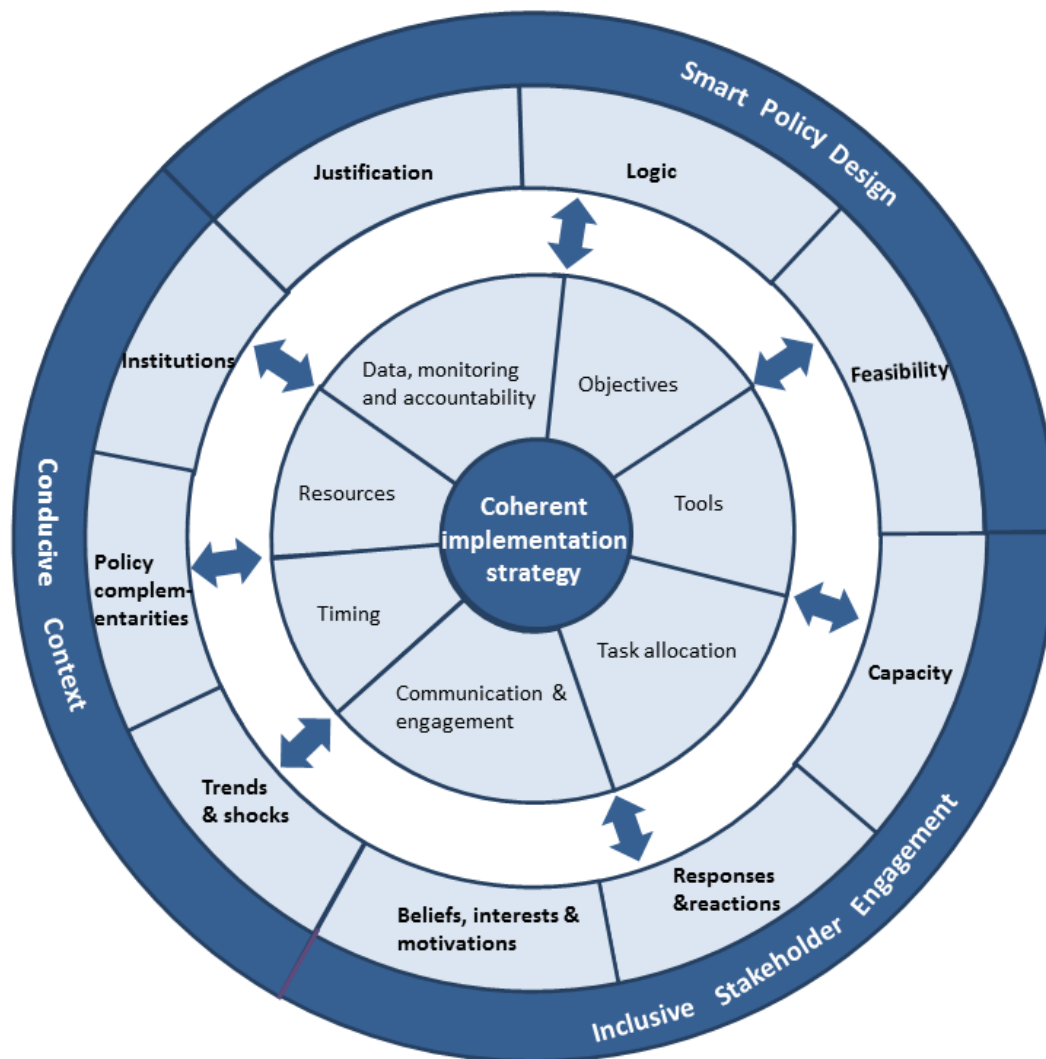 Smart Policy Design
Justification
Logic
Feasibility
Institutions
Data, monitoring
and accountability
Objectives
Resources
Tools
Coherent
implementation
strategy
Conducive Context
Policy
complem-
entarities
Timing
Task allocation
Communication &
engagement
Capacity
Trends
& shocks
Responses
&reactions
Beliefs, interests &
motivations
Inclusive Stakeholder Engagement